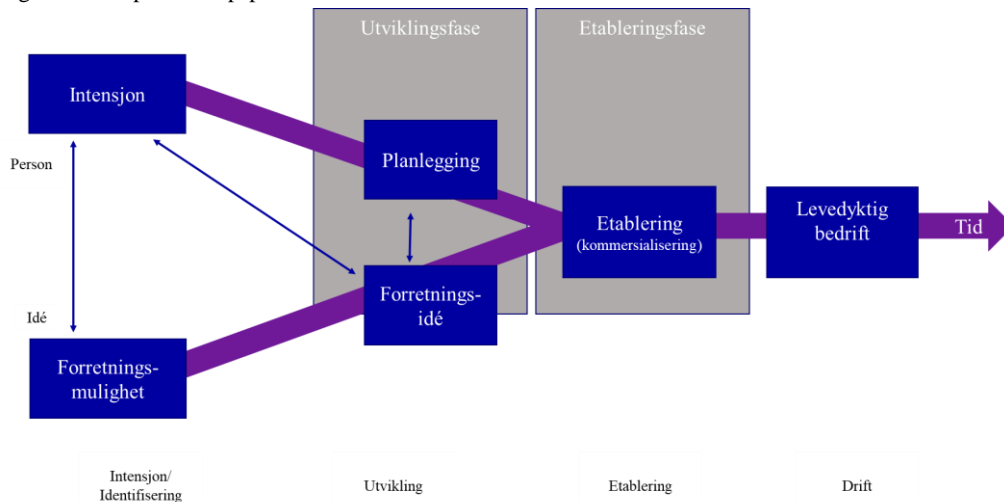 Utviklingsfase
Etableringsfase
Intensjon
Person
Planlegging
Etablering
(kommersialisering)
Levedyktig
bedrift
Tid
Forretnings-
idé
Idé
Forretnings-
mulighet
Intensjon/
Identifisering
Utvikling
Etablering
Drift